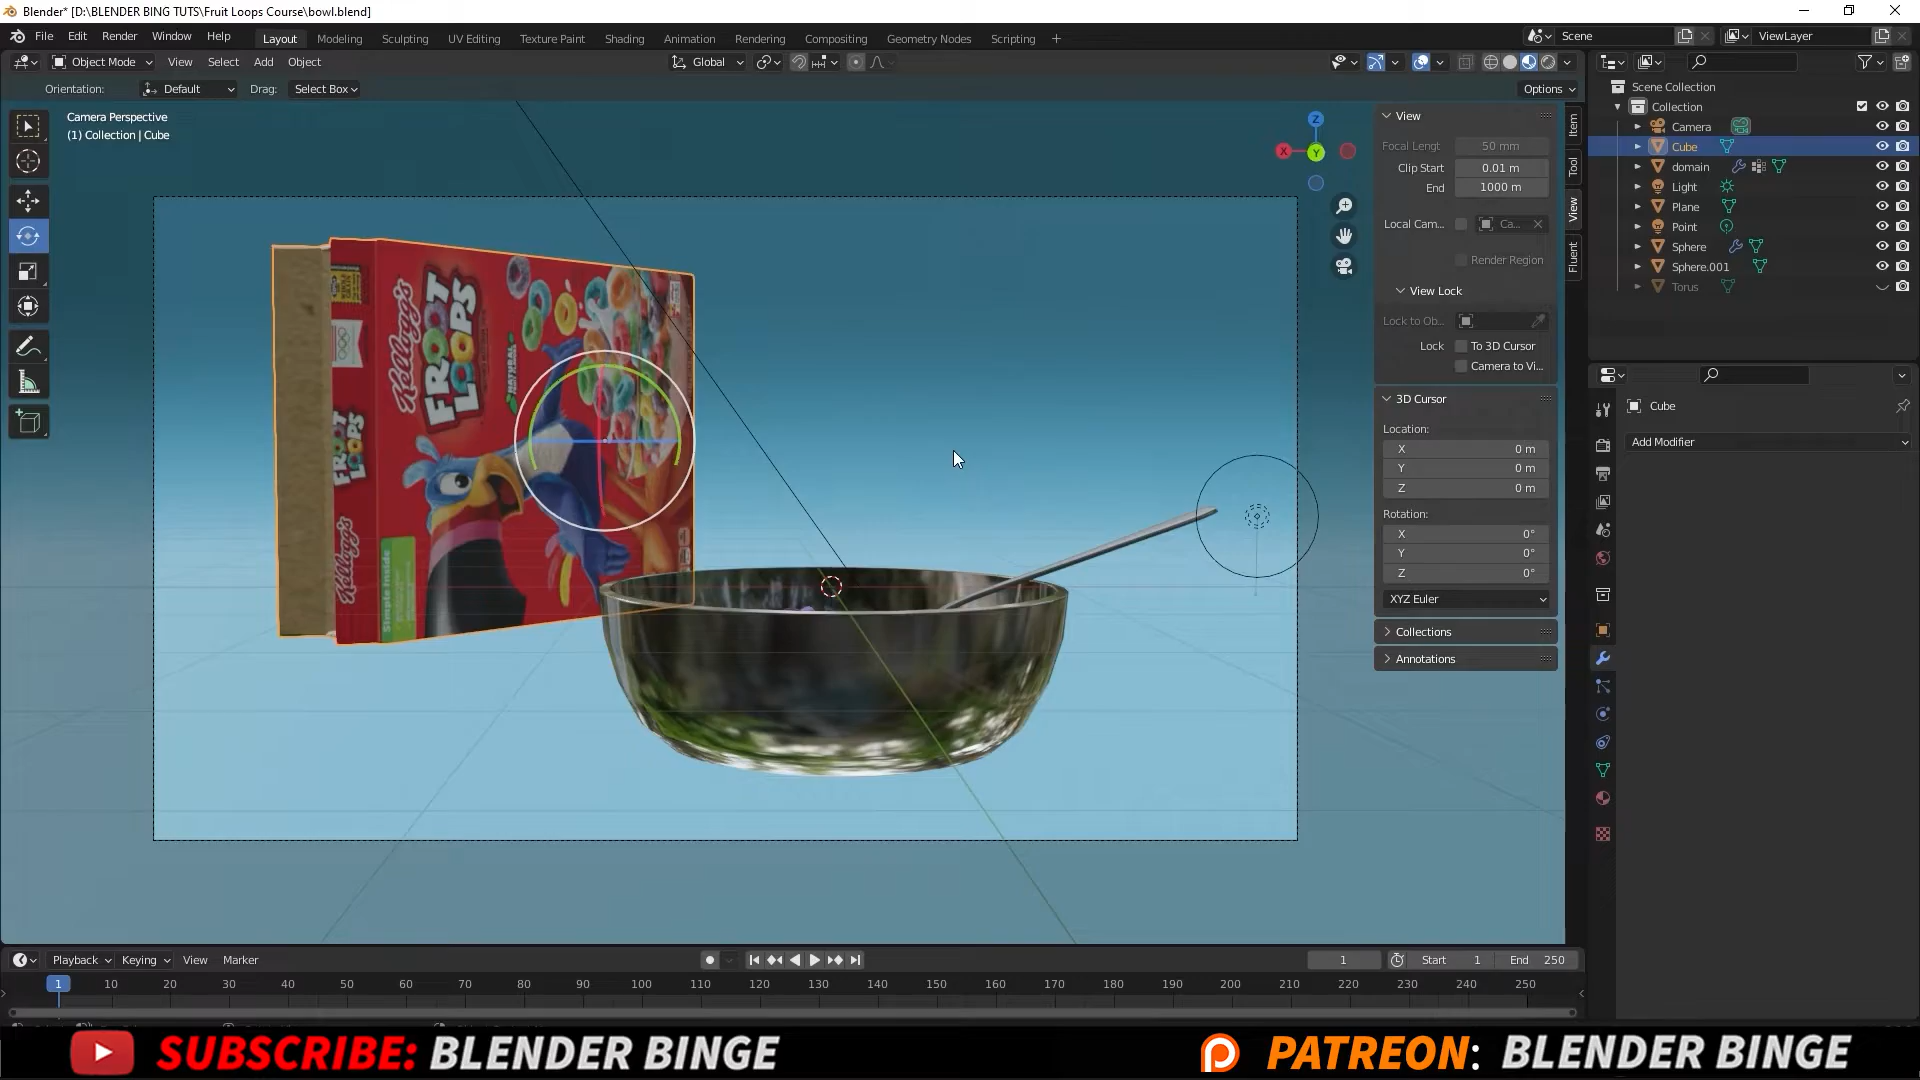 Blender* [D:\BLENDER BING TUTS\Fruit Loops Course\bowl.blend]
File Edit Render Window Help
Layout Modeling Sculpting UV Editing Texture Paint Shading Animation Rendering Compositing Geometry Nodes Scripting +
Scene ViewLayer
Object Mode View Select Add Object Global
Orientation: Default Drag: Select Box Options
Camera Perspective
(1) Collection | Cube
Z
X
Y
Kellogg's
FROOT LOOPS
NATURAL
Kellogg's
FROOT LOOPS
Kellogg's
Simple Inside
View
Focal Lengt 50 mm
Clip Start 0.01 m
End 1000 m
Local Cam... Ca...
Render Region
View Lock
Lock to Ob...
Lock To 3D Cursor
Camera to Vi...
3D Cursor
Location:
X 0 m
Y 0 m
Z 0 m
Rotation:
X 0°
Y 0°
Z 0°
XYZ Euler
Collections
Annotations
Item
Tool
View
Fluent
Scene Collection
Collection
Camera
Cube
domain
Light
Plane
Point
Sphere
Sphere.001
Torus
Cube
Add Modifier
Playback Keying View Marker 1 Start 1 End 250
1 10 20 30 40 50 60 70 80 90 100 110 120 130 140 150 160 170 180 190 200 210 220 230 240 250
SUBSCRIBE: BLENDER BINGE
PATREON: BLENDER BINGE